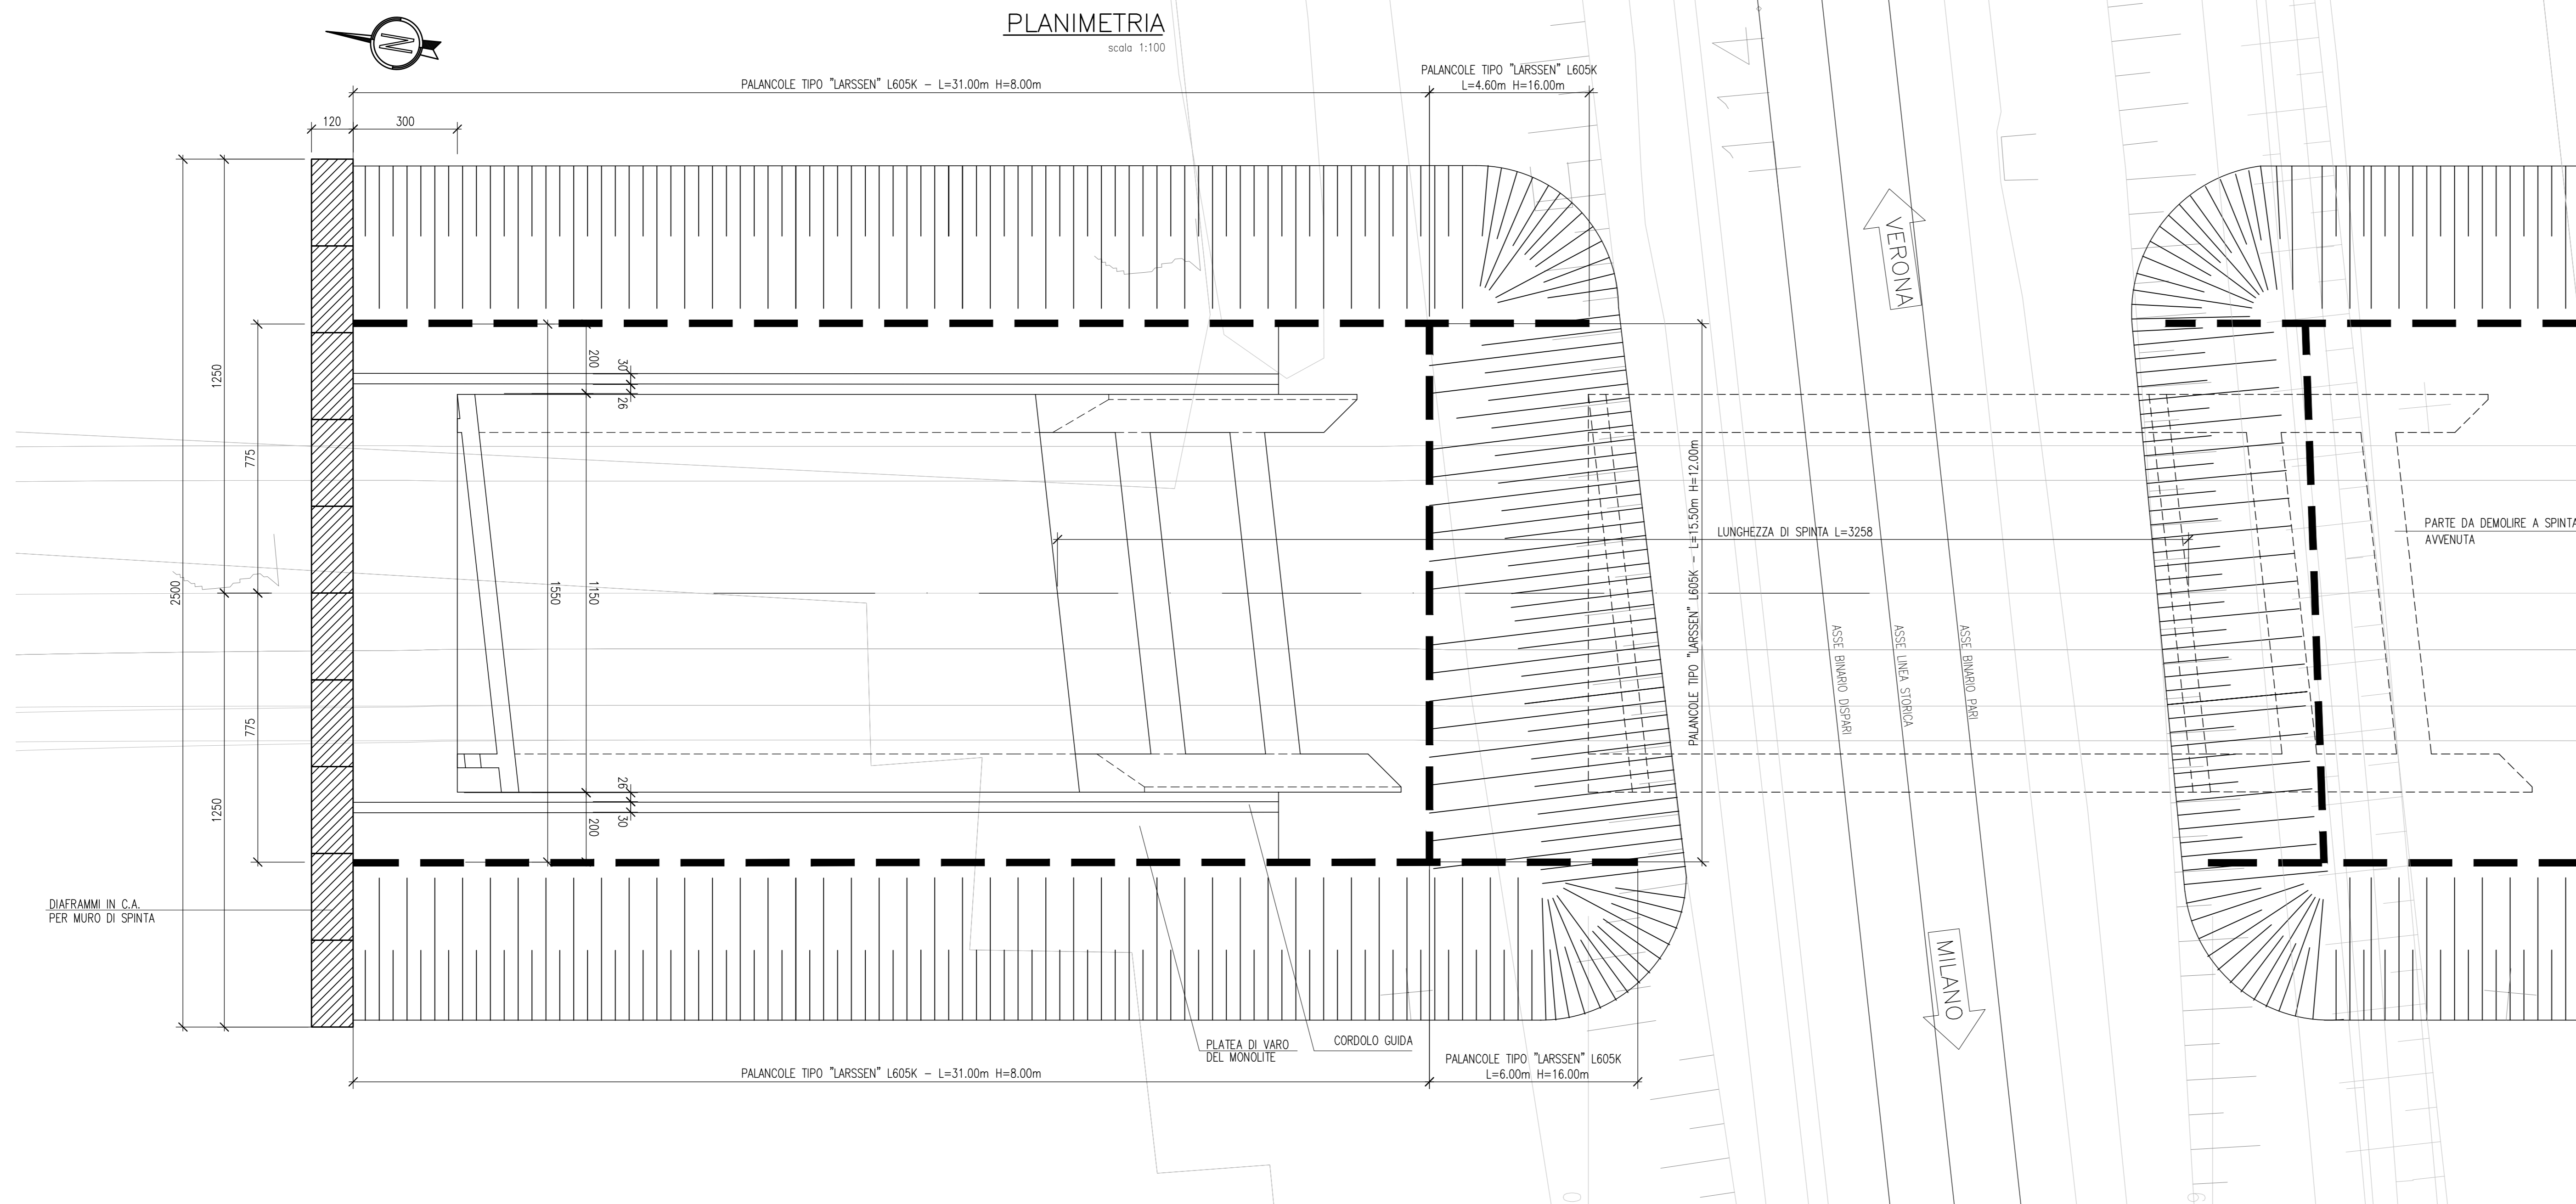 PLANIMETRIA
scala 1:100
N
PALANCOLE TIPO "LARSSEN" L605K – L=31.00m H=8.00m
PALANCOLE TIPO "LARSSEN" L605K
L=4.60m H=16.00m
120
300
VERONA
200
30
26
1250
775
2500
1550
1150
775
1250
26
30
200
PALANCOLE TIPO "LARSSEN" L605K – L=15.50m H=12.00m
LUNGHEZZA DI SPINTA L=3258
PARTE DA DEMOLIRE A SPINTA
AVVENUTA
ASSE BINARIO DISPARI
ASSE LINEA STORICA
ASSE BINARIO PARI
DIAFRAMMI IN C.A.
PER MURO DI SPINTA
MILANO
PLATEA DI VARO
DEL MONOLITE
CORDOLO GUIDA
PALANCOLE TIPO "LARSSEN" L605K – L=31.00m H=8.00m
PALANCOLE TIPO "LARSSEN" L605K
L=6.00m H=16.00m